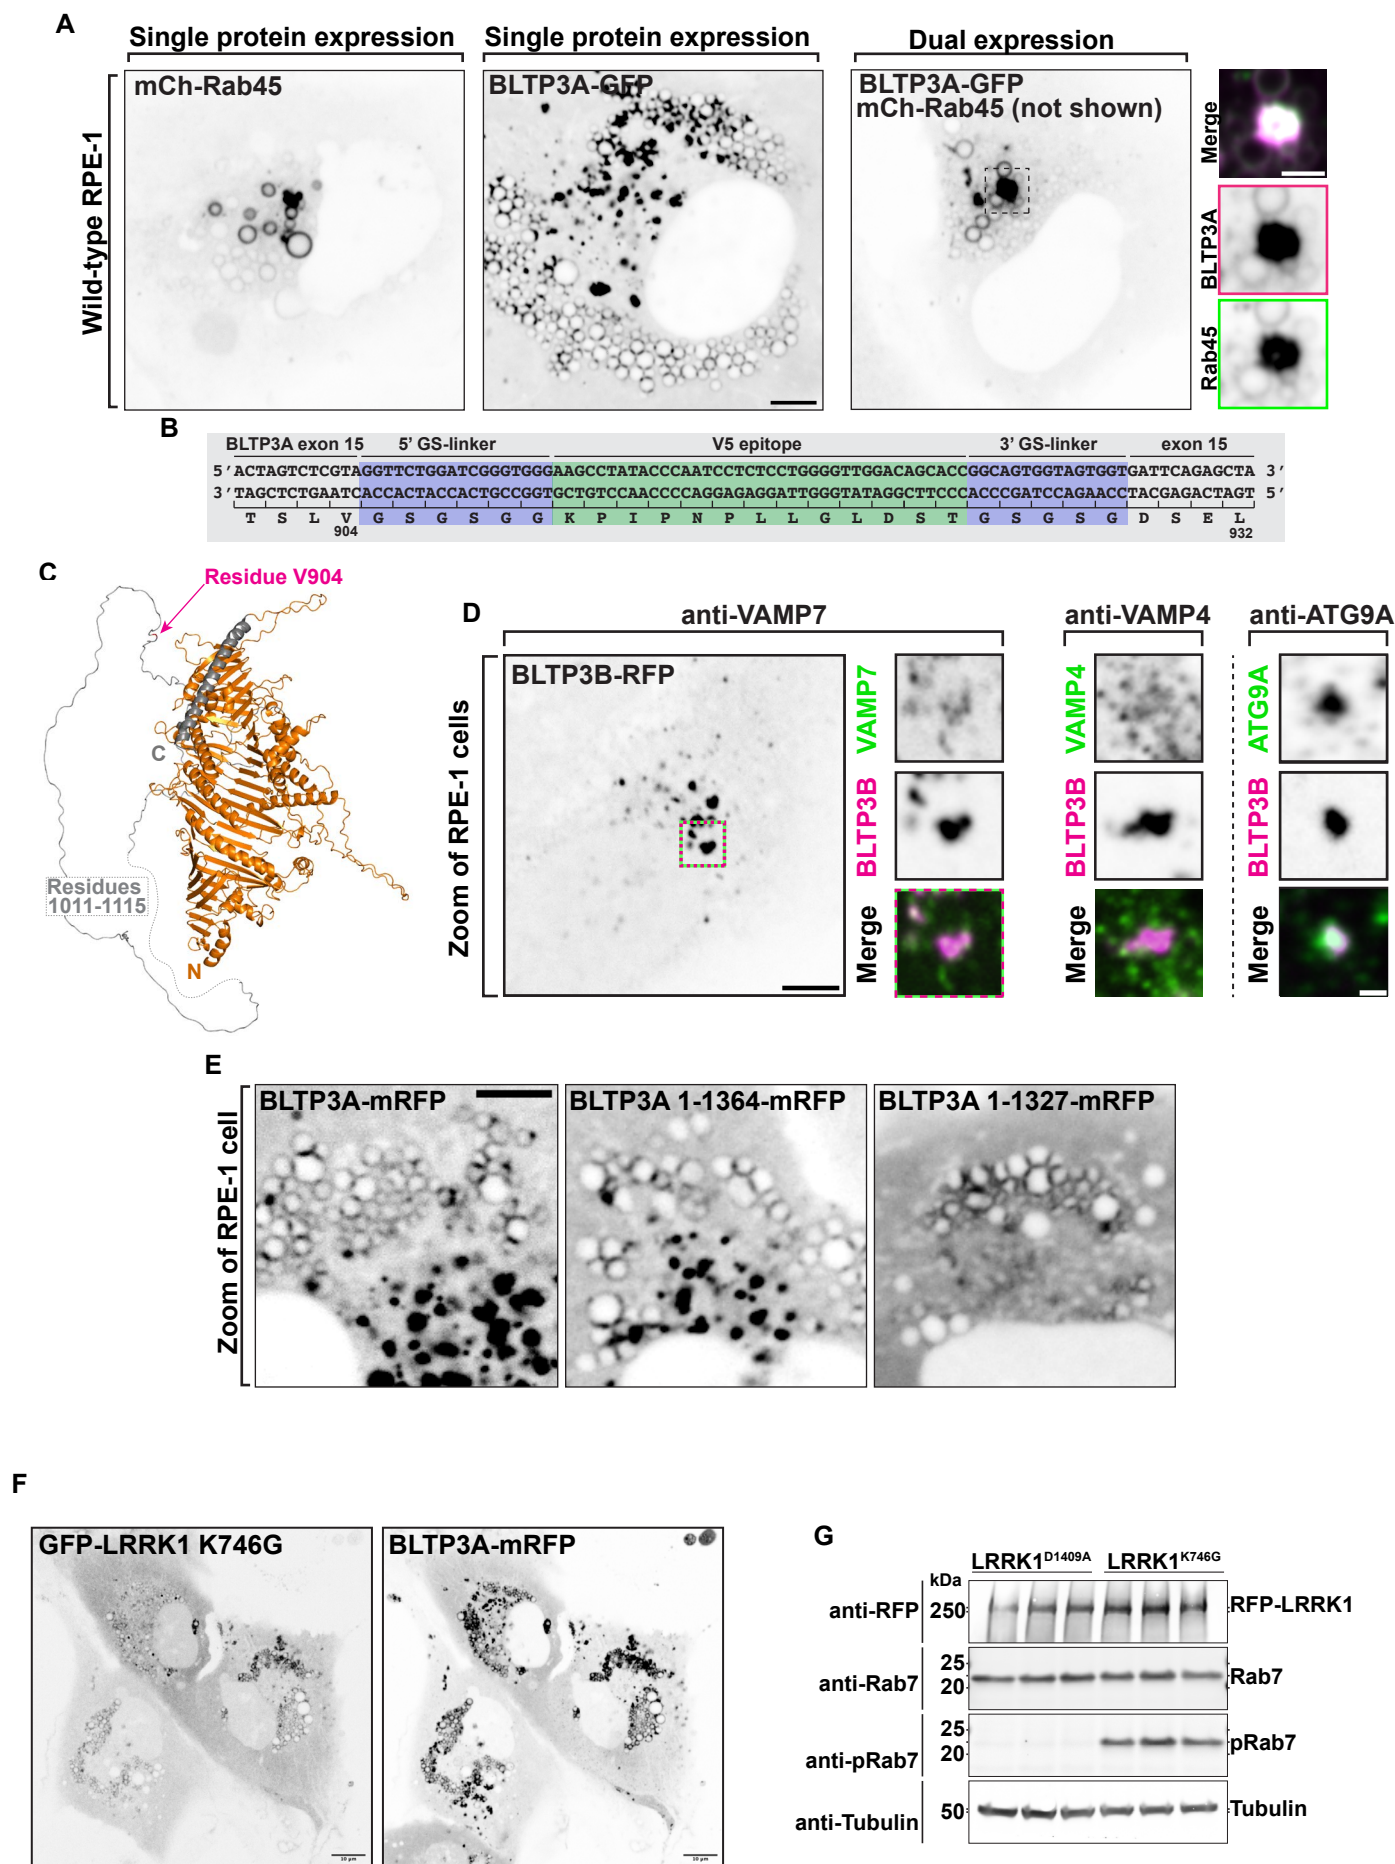 A
Single protein expression
Single protein expression
Dual expression
Wild-type RPE-1
mCh-Rab45
BLTP3A-GFP
BLTP3A-GFP
mCh-Rab45 (not shown)
Merge
BLTP3A
Rab45
B
BLTP3A exon 15 5' GS-linker V5 epitope 3' GS-linker exon 15
5' ACTAGTCTCGTAGGTTCTGGATCGGGTGGGAAGCCTATACCCAATCCTCTCCTGGGGTTGGACAGCACCGGCAGTGGTAGTGGTGATTCAGAGCTA 3'
3' TAGCTCTGAATCACCACTACCACTGCCGGTGCTGTCCAACCCCAGGAGAGGATTGGGTATAGGCTTCCCACCCGATCCAGAACCTACGAGACTAGT 5'
T S L V G S G S G G K P I P N P L L G L D S T G S G S G D S E L
904 932
C
Residue V904
C
Residues
1011-1115
N
D
anti-VAMP7
anti-VAMP4
anti-ATG9A
Zoom of RPE-1 cells
BLTP3B-RFP
VAMP7
BLTP3B
Merge
VAMP4
BLTP3B
Merge
ATG9A
BLTP3B
Merge
E
Zoom of RPE-1 cell
BLTP3A-mRFP
BLTP3A 1-1364-mRFP
BLTP3A 1-1327-mRFP
F
GFP-LRRK1 K746G
BLTP3A-mRFP
10 µm
10 µm
G
LRRK1D1409A LRRK1K746G
kDa
anti-RFP 250 RFP-LRRK1
anti-Rab7 25 20 Rab7
anti-pRab7 25 20 pRab7
anti-Tubulin 50 Tubulin